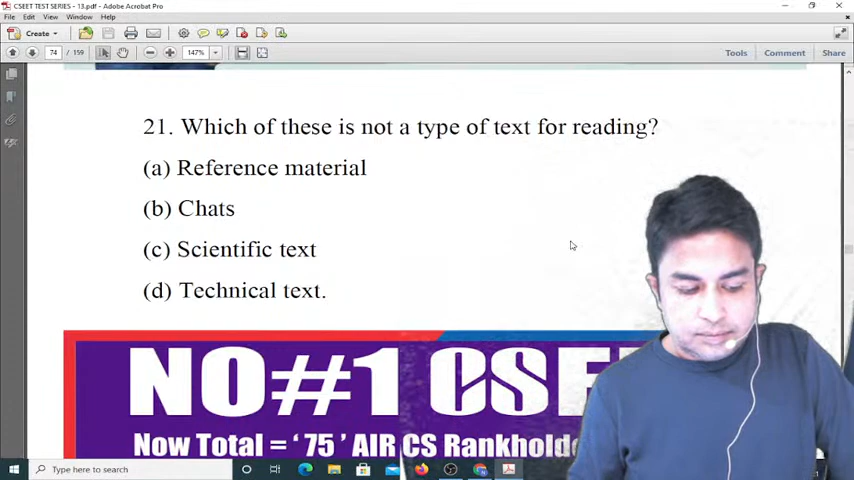 CSEET TEST SERIES - 13.pdf - Adobe Acrobat Pro
File Edit View Window Help
Create
74 / 159
147%
Tools Comment Share
21. Which of these is not a type of text for reading?
(a) Reference material
(b) Chats
(c) Scientific text
(d) Technical text.
NO#1 CSEE
Now Total = ‘ 75 ’ AIR CS Rankholde
Type here to search